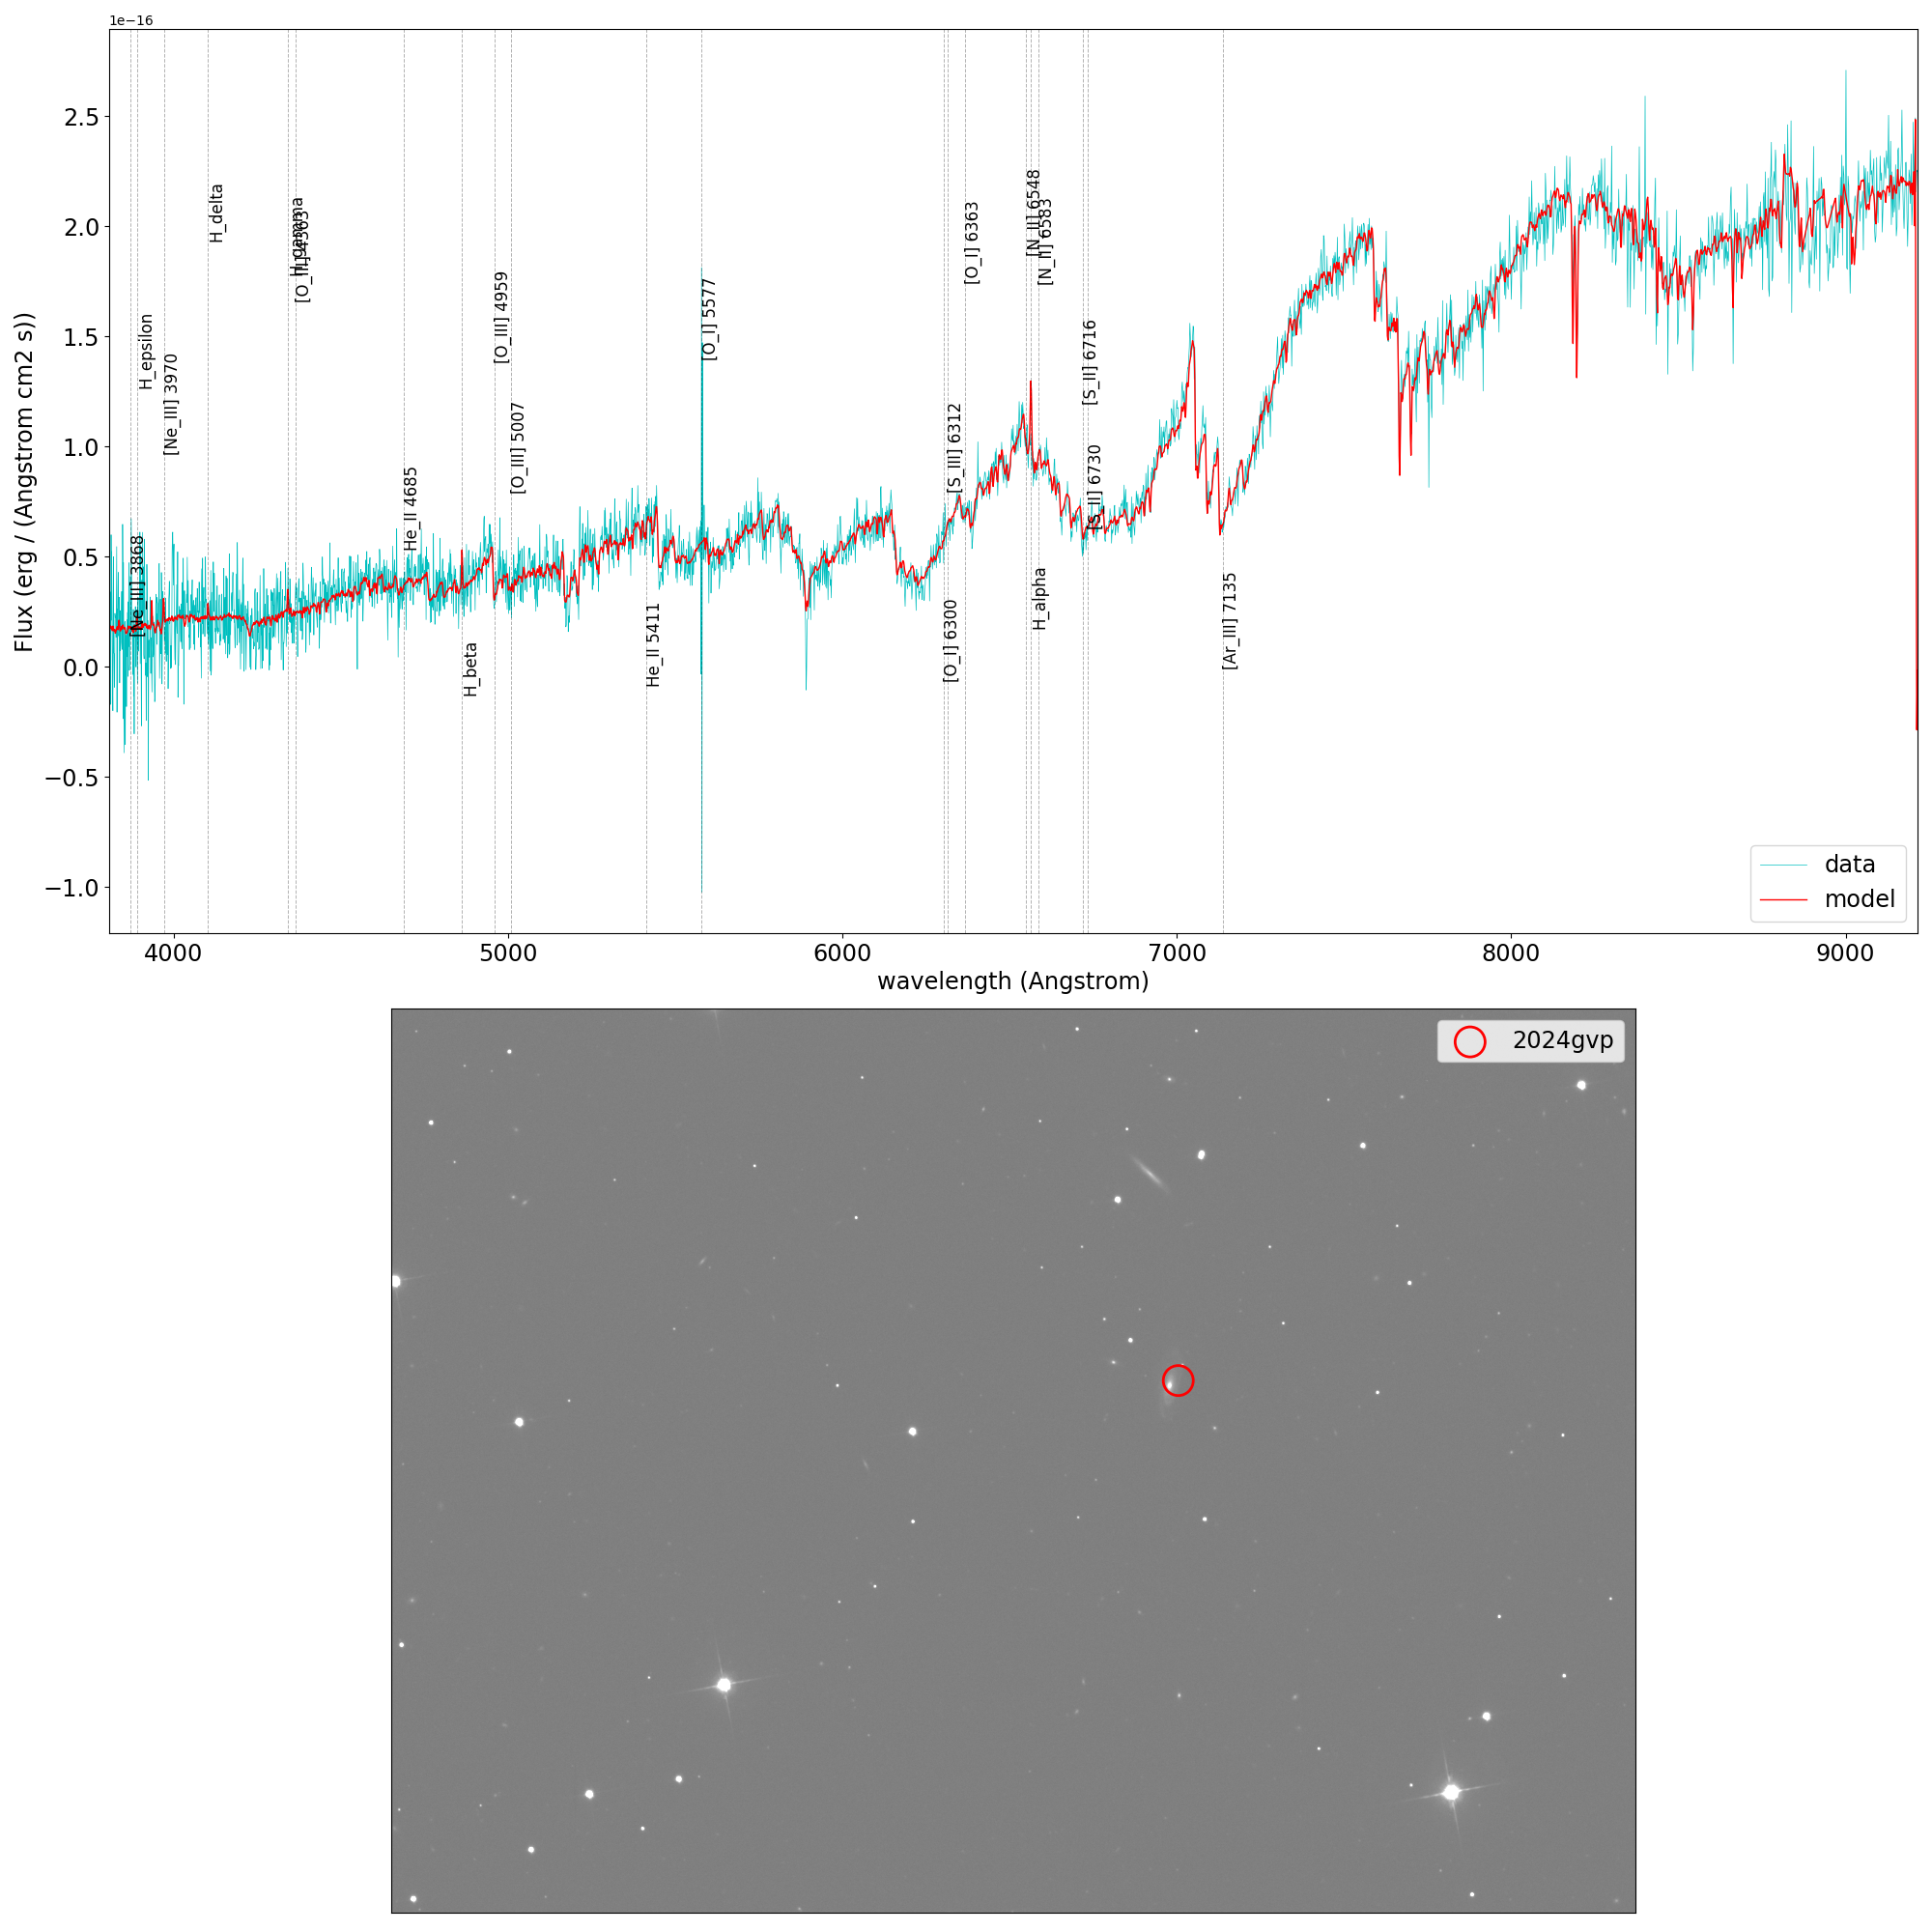 1e−16
Flux (erg / (Angstrom cm2 s))
2.5
2.0
1.5
1.0
0.5
0.0
−0.5
−1.0
[Ne_III] 3868
H_epsilon
[Ne_III] 3970
H_delta
H_gamma
[O_III] 4363
He_II 4685
H_beta
[O_III] 4959
[O_III] 5007
He_II 5411
[O_I] 5577
[O_I] 6300
[S_III] 6312
[O_I] 6363
[N_II] 6548
H_alpha
[N_II] 6583
[S_II] 6716
[S_II] 6730
[Ar_III] 7135
data
model
4000 5000 6000 7000 8000 9000
wavelength (Angstrom)
2024gvp